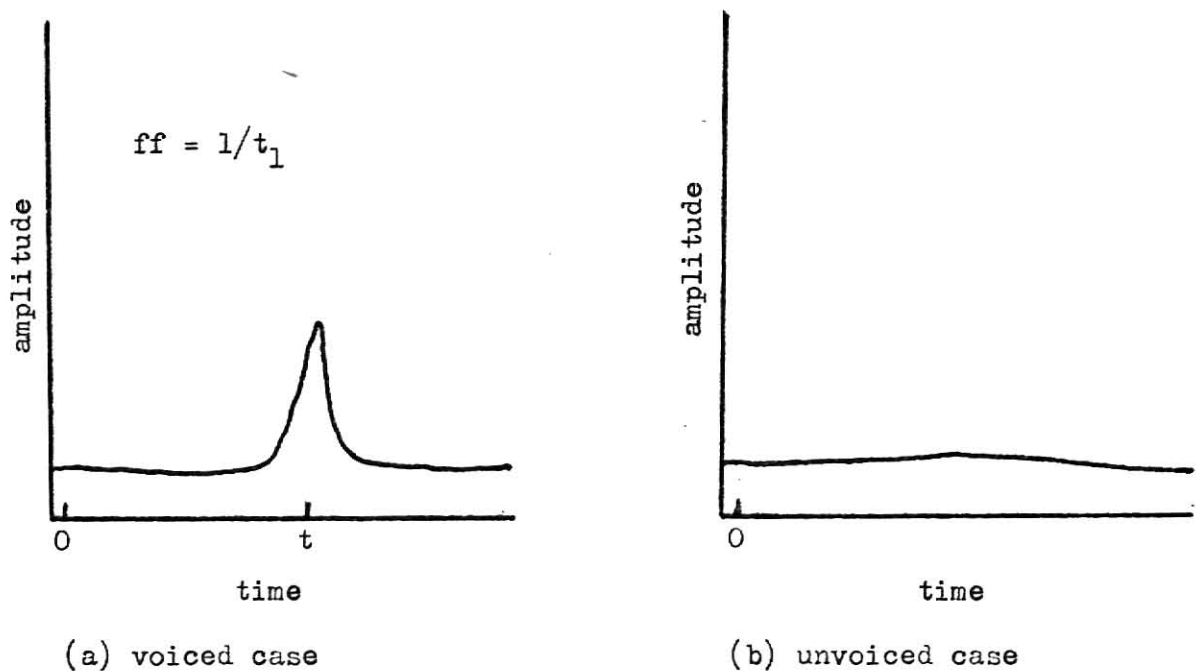 ff = 1/t1
amplitude
0
t
time
(a) voiced case
amplitude
0
time
(b) unvoiced case